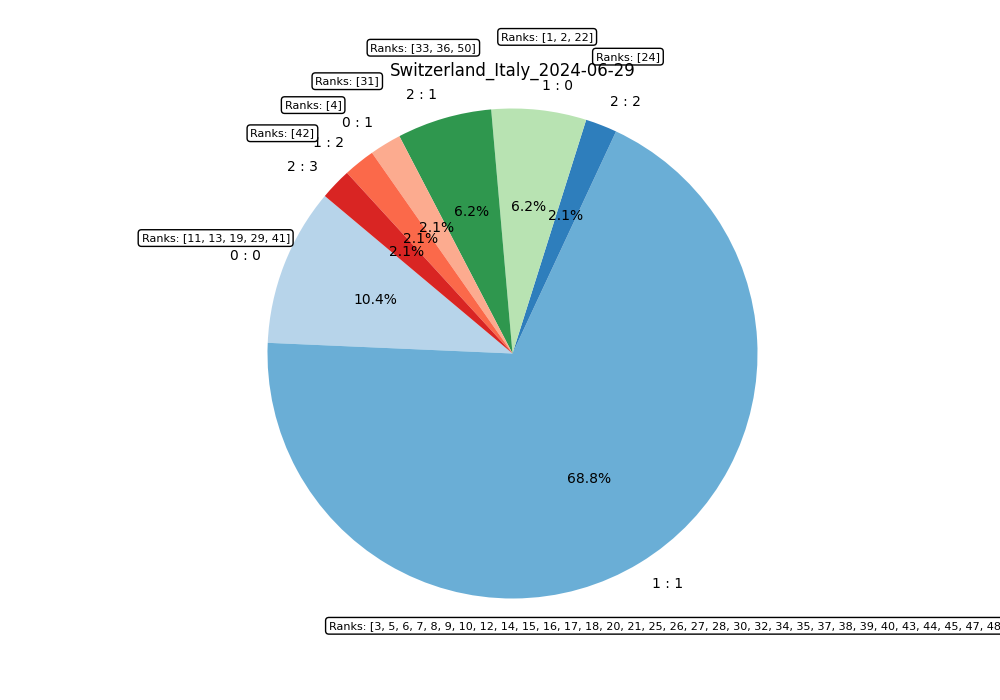 Ranks: [1, 2, 22]
Ranks: [33, 36, 50]
Ranks: [24]
Switzerland_Italy_2024-06-29
Ranks: [31]
1 : 0
2 : 1
2 : 2
Ranks: [4]
0 : 1
Ranks: [42]
1 : 2
2 : 3
6.2%
6.2%
2.1%
2.1%
2.1%
2.1%
Ranks: [11, 13, 19, 29, 41]
0 : 0
10.4%
68.8%
1 : 1
Ranks: [3, 5, 6, 7, 8, 9, 10, 12, 14, 15, 16, 17, 18, 20, 21, 25, 26, 27, 28, 30, 32, 34, 35, 37, 38, 39, 40, 43, 44, 45, 47, 48